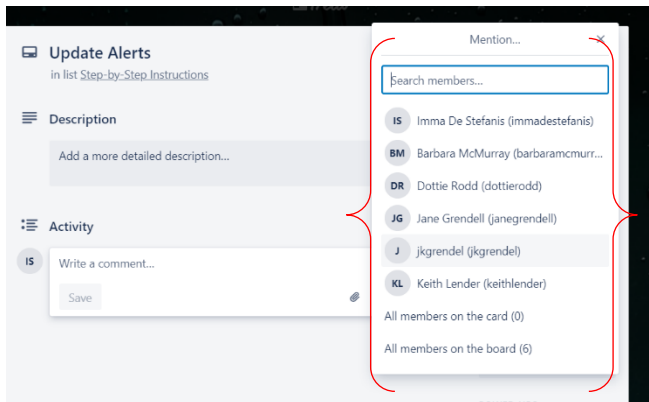 Update Alerts
in list Step-by-Step Instructions
Description
Add a more detailed description...
Activity
IS
Write a comment...
Save
Mention...
Search members...
IS Imma De Stefanis (immadestefanis)
BM Barbara McMurray (barbaramcmurr...
DR Dottie Rodd (dottierodd)
JG Jane Grendell (janegrendell)
J jkgrendel (jkgrendel)
KL Keith Lender (keithlender)
All members on the card (0)
All members on the board (6)